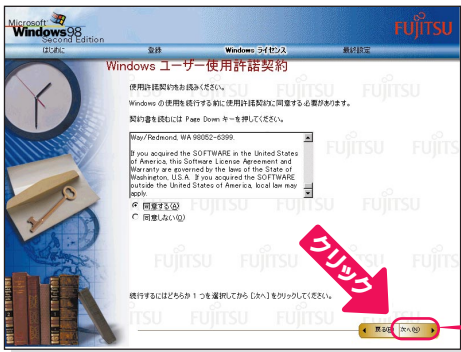 Microsoft
Windows98
Second Edition
FUJITSU
はじめに 登録 Windows ライセンス 最終設定
Windows ユーザー使用許諾契約
使用許諾契約をお読みください。
Windows の使用を続行する前に使用許諾契約に同意する必要があります。
契約書を読むには Page Down キーを押してください。
Way/Redmond, WA 98052-6399.
If you acquired the SOFTWARE in the United States
of America, this Software License Agreement and
Warranty are governed by the laws of the State of
Washington, U.S.A. If you acquired the SOFTWARE
outside the United States of America, local law may
apply.
同意する(A)
同意しない(D)
クリック
続行するにはどちらか 1 つを選択してから [次へ] をクリックしてください。
戻る(B) 次へ(N)